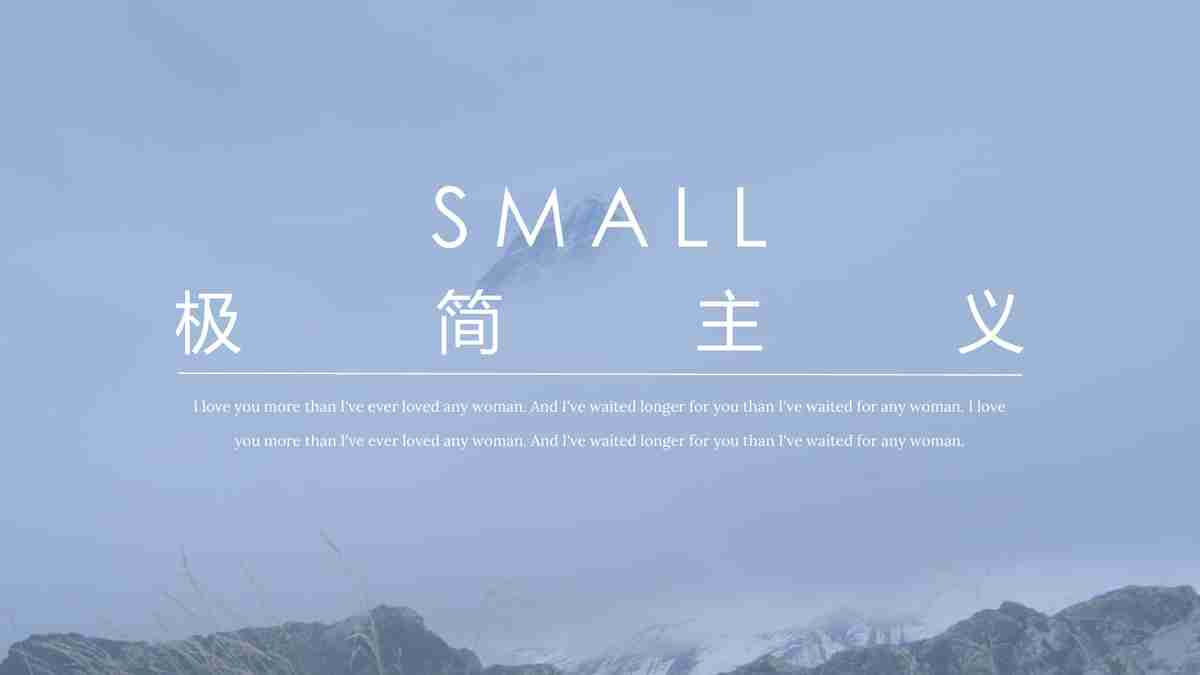 SMALL
极简主义
I love you more than I've ever loved any woman. And I've waited longer for you than I've waited for any woman. I love
you more than I've ever loved any woman. And I've waited longer for you than I've waited for any woman.